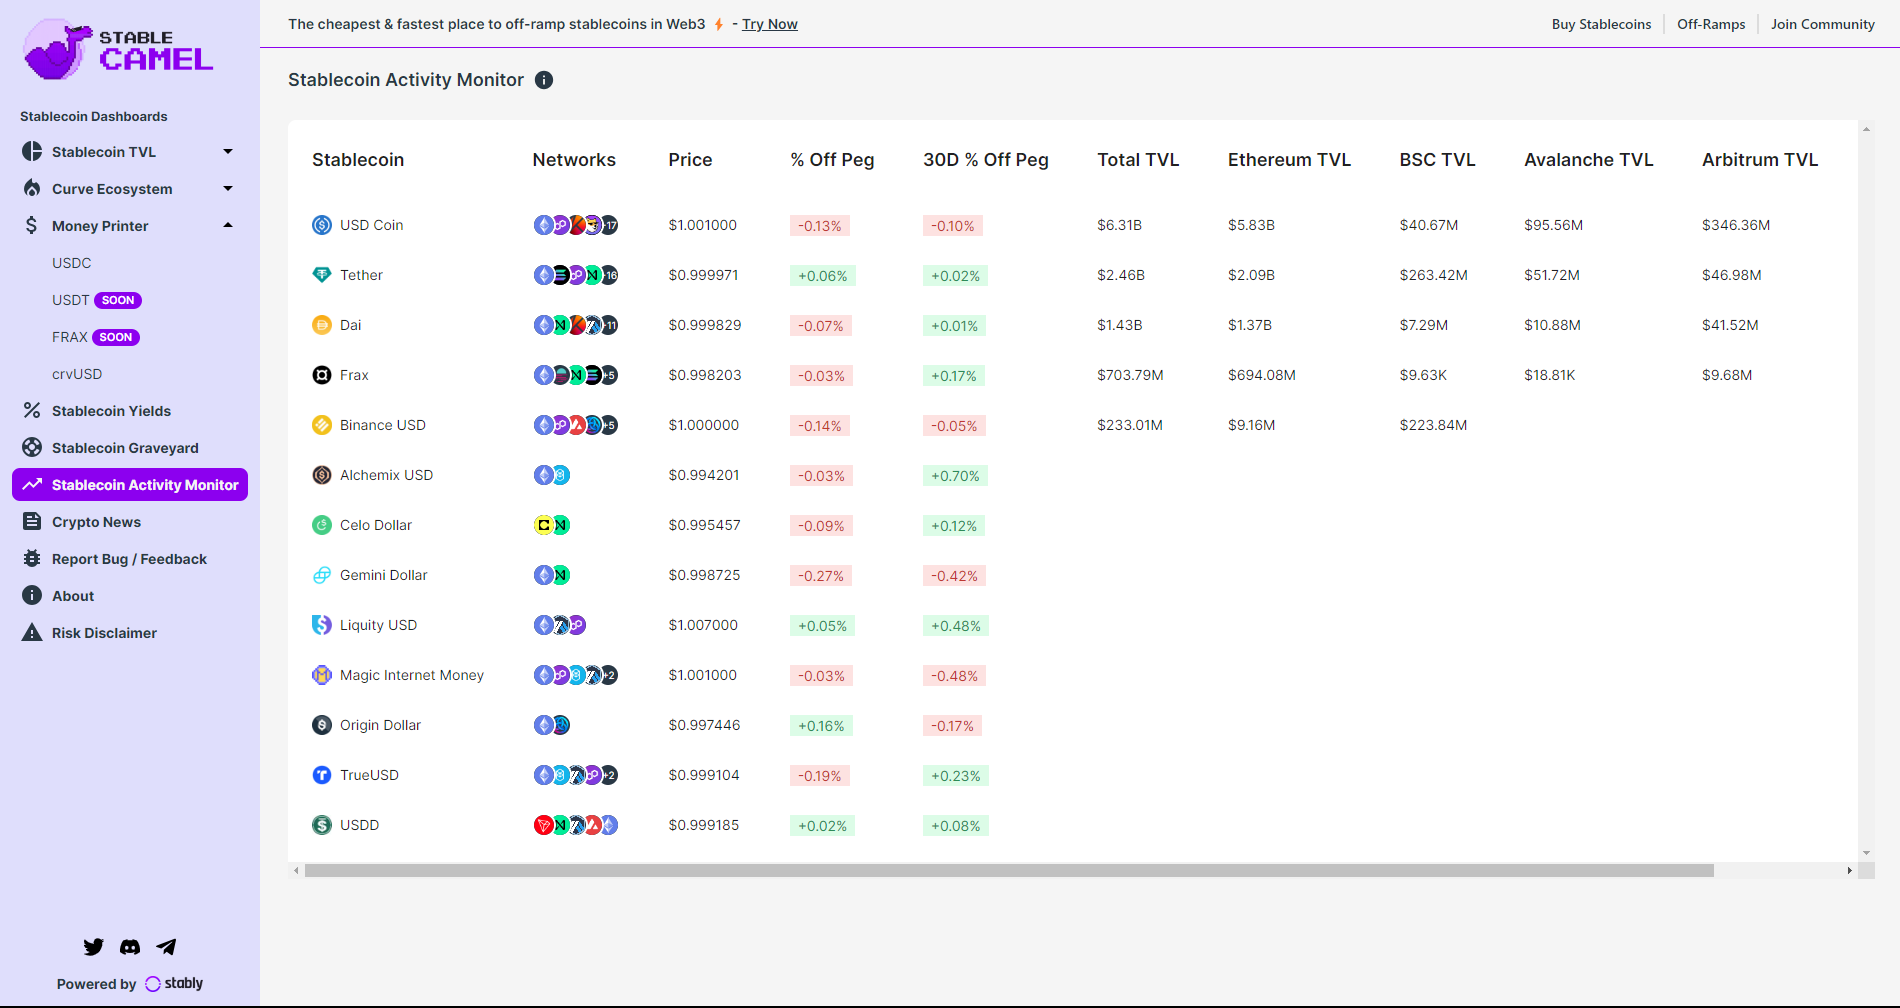 STABLE
CAMEL
Stablecoin Dashboards
Stablecoin TVL
Curve Ecosystem
Money Printer
USDC
USDT SOON
FRAX SOON
crvUSD
Stablecoin Yields
Stablecoin Graveyard
Stablecoin Activity Monitor
Crypto News
Report Bug / Feedback
About
Risk Disclaimer
Powered by stably
The cheapest & fastest place to off-ramp stablecoins in Web3 - Try Now
Buy Stablecoins Off-Ramps Join Community
Stablecoin Activity Monitor
Stablecoin Networks Price % Off Peg 30D % Off Peg Total TVL Ethereum TVL BSC TVL Avalanche TVL Arbitrum TVL
USD Coin +17 $1.001000 -0.13% -0.10% $6.31B $5.83B $40.67M $95.56M $346.36M
Tether +16 $0.999971 +0.06% +0.02% $2.46B $2.09B $263.42M $51.72M $46.98M
Dai +11 $0.999829 -0.07% +0.01% $1.43B $1.37B $7.29M $10.88M $41.52M
Frax +5 $0.998203 -0.03% +0.17% $703.79M $694.08M $9.63K $18.81K $9.68M
Binance USD +5 $1.000000 -0.14% -0.05% $233.01M $9.16M $223.84M
Alchemix USD $0.994201 -0.03% +0.70%
Celo Dollar $0.995457 -0.09% +0.12%
Gemini Dollar $0.998725 -0.27% -0.42%
Liquity USD $1.007000 +0.05% +0.48%
Magic Internet Money +2 $1.001000 -0.03% -0.48%
Origin Dollar $0.997446 +0.16% -0.17%
TrueUSD +2 $0.999104 -0.19% +0.23%
USDD $0.999185 +0.02% +0.08%